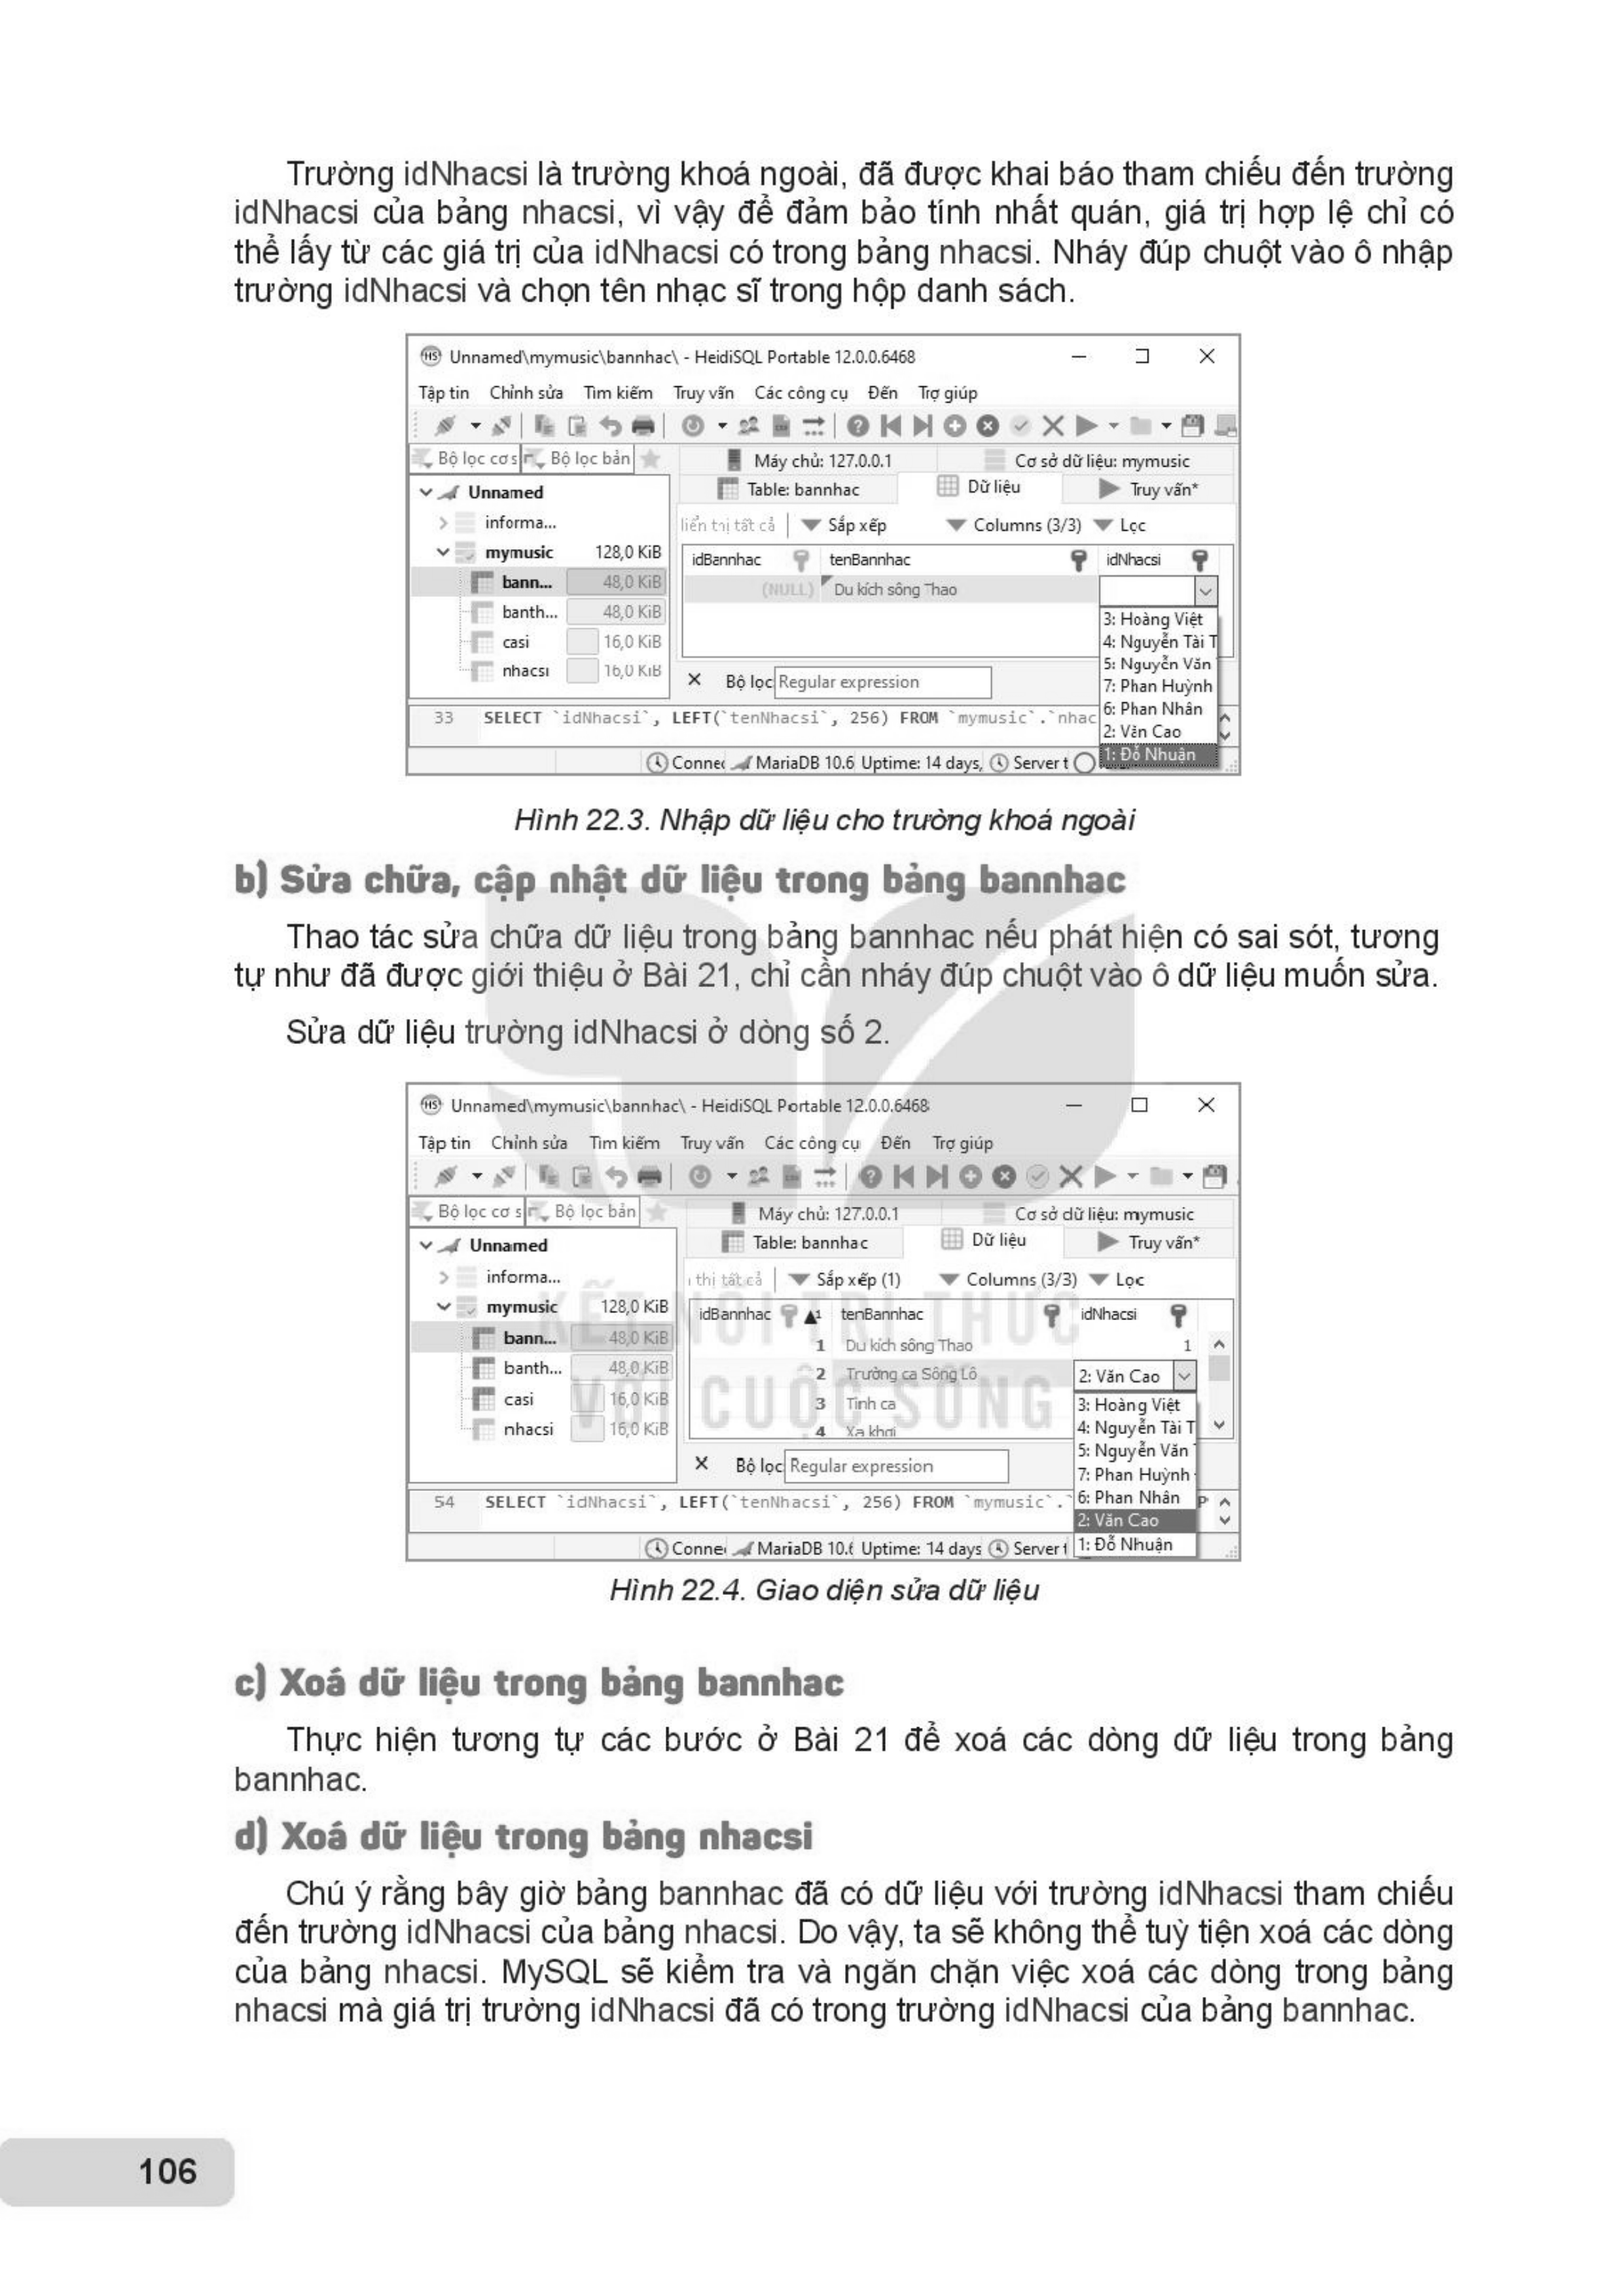 Trường idNhacsi là trường khoá ngoài, đã được khai báo tham chiếu đến trường
idNhacsi của bảng nhacsi, vì vậy để đảm bảo tính nhất quán, giá trị hợp lệ chỉ có
thể lấy từ các giá trị của idNhacsi có trong bảng nhacsi. Nháy đúp chuột vào ô nhập
trường idNhacsi và chọn tên nhạc sĩ trong hộp danh sách.
Unnamed\mymusic\bannhac\ - HeidiSQL Portable 12.0.0.6468
Tập tin Chỉnh sửa Tìm kiếm Truy vấn Các công cụ Đến Trợ giúp
Bộ lọc cơ s Bộ lọc bản Máy chủ: 127.0.0.1 Cơ sở dữ liệu: mymusic
Unnamed Table: bannhac Dữ liệu Truy vấn*
informa... liển thị tất cả Sắp xếp Columns (3/3) Lọc
mymusic 128,0 KiB idBannhac tenBannhac idNhacsi
bann... 48,0 KiB (NULL) Du kích sông Thao
banth... 48,0 KiB 3: Hoàng Việt
casi 16,0 KiB 4: Nguyễn Tài T
nhacsi 16,0 KiB 5: Nguyễn Văn
Bộ lọc Regular expression 7: Phan Huỳnh
6: Phan Nhân
33 SELECT `idNhacsi`, LEFT(`tenNhacsi`, 256) FROM `mymusic`.`nhac
2: Văn Cao
1: Đỗ Nhuận
Connec MariaDB 10.6 Uptime: 14 days, Server t
Hình 22.3. Nhập dữ liệu cho trường khoá ngoài
b) Sửa chữa, cập nhật dữ liệu trong bảng bannhac
Thao tác sửa chữa dữ liệu trong bảng bannhac nếu phát hiện có sai sót, tương
tự như đã được giới thiệu ở Bài 21, chỉ cần nháy đúp chuột vào ô dữ liệu muốn sửa.
Sửa dữ liệu trường idNhacsi ở dòng số 2.
Unnamed\mymusic\bannhac\ - HeidiSQL Portable 12.0.0.6468
Tập tin Chỉnh sửa Tìm kiếm Truy vấn Các công cụ Đến Trợ giúp
Bộ lọc cơ s Bộ lọc bản Máy chủ: 127.0.0.1 Cơ sở dữ liệu: mymusic
Unnamed Table: bannhac Dữ liệu Truy vấn*
informa... ı thị tất cả Sắp xếp (1) Columns (3/3) Lọc
mymusic 128,0 KiB idBannhac 1 tenBannhac idNhacsi
bann... 48,0 KiB 1 Du kích sông Thao 1
banth... 48,0 KiB 2 Trường ca Sông Lô 2: Văn Cao
casi 16,0 KiB 3 Tình ca 3: Hoàng Việt
nhacsi 16,0 KiB 4 Xa khơi 4: Nguyễn Tài T
5: Nguyễn Văn
Bộ lọc Regular expression 7: Phan Huỳnh
54 SELECT `idNhacsi`, LEFT(`tenNhacsi`, 256) FROM `mymusic`.` 6: Phan Nhân
2: Văn Cao
Connec MariaDB 10.6 Uptime: 14 days Server t 1: Đỗ Nhuận
KẾT NỐI TRI THỨC
VỚI CUỘC SỐNG
Hình 22.4. Giao diện sửa dữ liệu
c) Xoá dữ liệu trong bảng bannhac
Thực hiện tương tự các bước ở Bài 21 để xoá các dòng dữ liệu trong bảng
bannhac.
d) Xoá dữ liệu trong bảng nhacsi
Chú ý rằng bây giờ bảng bannhac đã có dữ liệu với trường idNhacsi tham chiếu
đến trường idNhacsi của bảng nhacsi. Do vậy, ta sẽ không thể tuỳ tiện xoá các dòng
của bảng nhacsi. MySQL sẽ kiểm tra và ngăn chặn việc xoá các dòng trong bảng
nhacsi mà giá trị trường idNhacsi đã có trong trường idNhacsi của bảng bannhac.
106